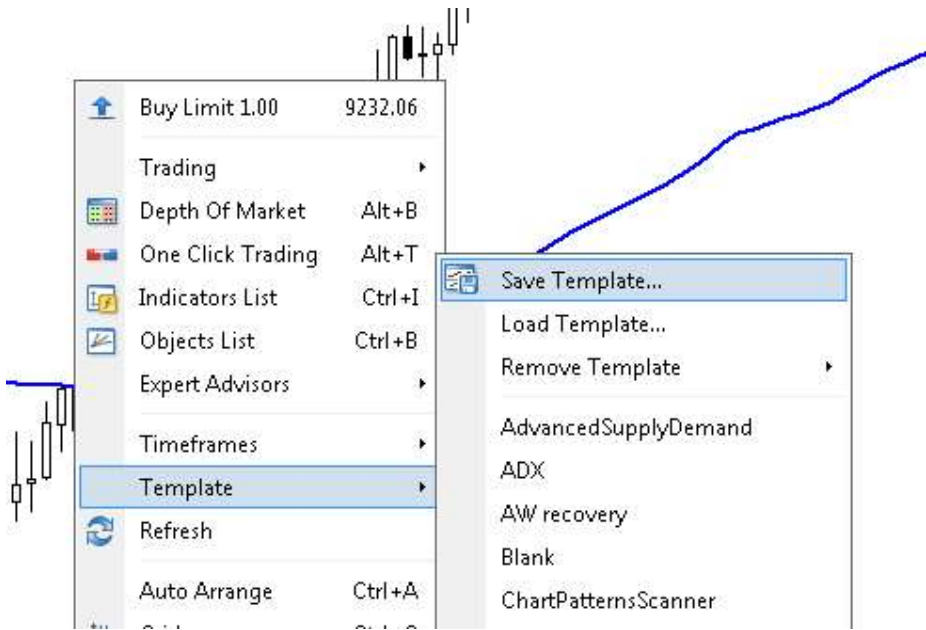 Buy Limit 1.00 9232.06
Trading
Depth Of Market Alt+B
One Click Trading Alt+T
Indicators List Ctrl+I
Objects List Ctrl+B
Expert Advisors
Timeframes
Template
Refresh
Auto Arrange Ctrl+A
Save Template...
Load Template...
Remove Template
AdvancedSupplyDemand
ADX
AW recovery
Blank
ChartPatternsScanner